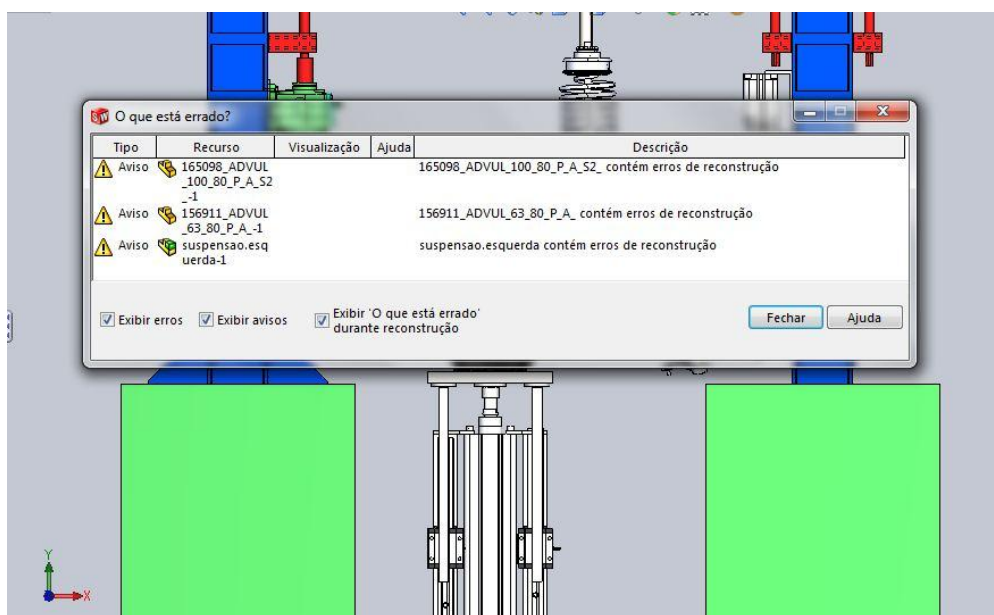 O que está errado?
Tipo Recurso Visualização Ajuda Descrição
Aviso 165098_ADVUL 165098_ADVUL_100_80_P_A_S2_ contém erros de reconstrução
_100_80_P_A_S2
_-1
Aviso 156911_ADVUL 156911_ADVUL_63_80_P_A_ contém erros de reconstrução
_63_80_P_A_-1
Aviso suspensao.esq suspensao.esquerda contém erros de reconstrução
uerda-1
Exibir erros Exibir avisos Exibir 'O que está errado' Fechar Ajuda
durante reconstrução
Y
X